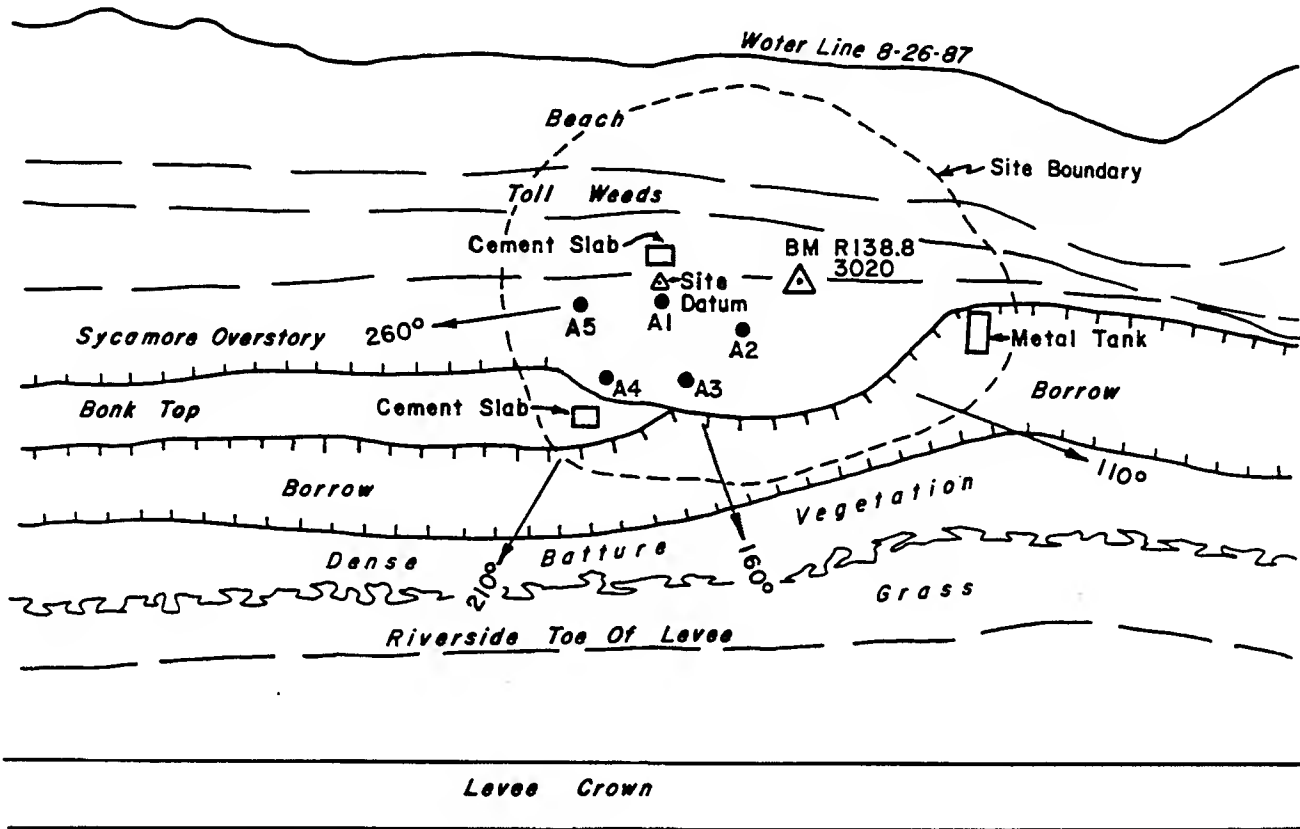 Water Line 8-26-87
Beach
Site Boundary
Tall Weeds
Cement Slab
BM R138.8
3020
Site
Datum
A5
A1
A2
260°
Sycamore Overstory
Metal Tank
A4
A3
Borrow
Bank Top
Cement Slab
110°
Borrow
Vegetation
Dense
Batture
210°
160°
Grass
Riverside Toe Of Levee
Levee Crown